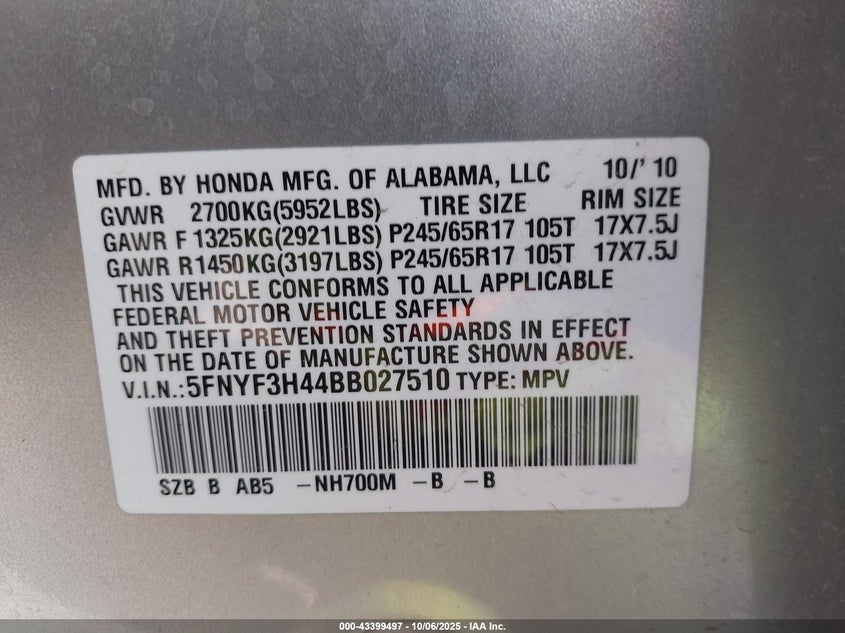 MFD. BY HONDA MFG. OF ALABAMA, LLC 10/'10
GVWR 2700KG(5952LBS) TIRE SIZE RIM SIZE
GAWR F 1325KG(2921LBS) P245/65R17 105T 17X7.5J
GAWR R1450KG(3197LBS) P245/65R17 105T 17X7.5J
THIS VEHICLE CONFORMS TO ALL APPLICABLE
FEDERAL MOTOR VEHICLE SAFETY
AND THEFT PREVENTION STANDARDS IN EFFECT
ON THE DATE OF MANUFACTURE SHOWN ABOVE.
V.I.N.:5FNYF3H44BB027510 TYPE: MPV
SZB B AB5 -NH700M -B -B
000-43399497 - 10/06/2025 - IAA Inc.